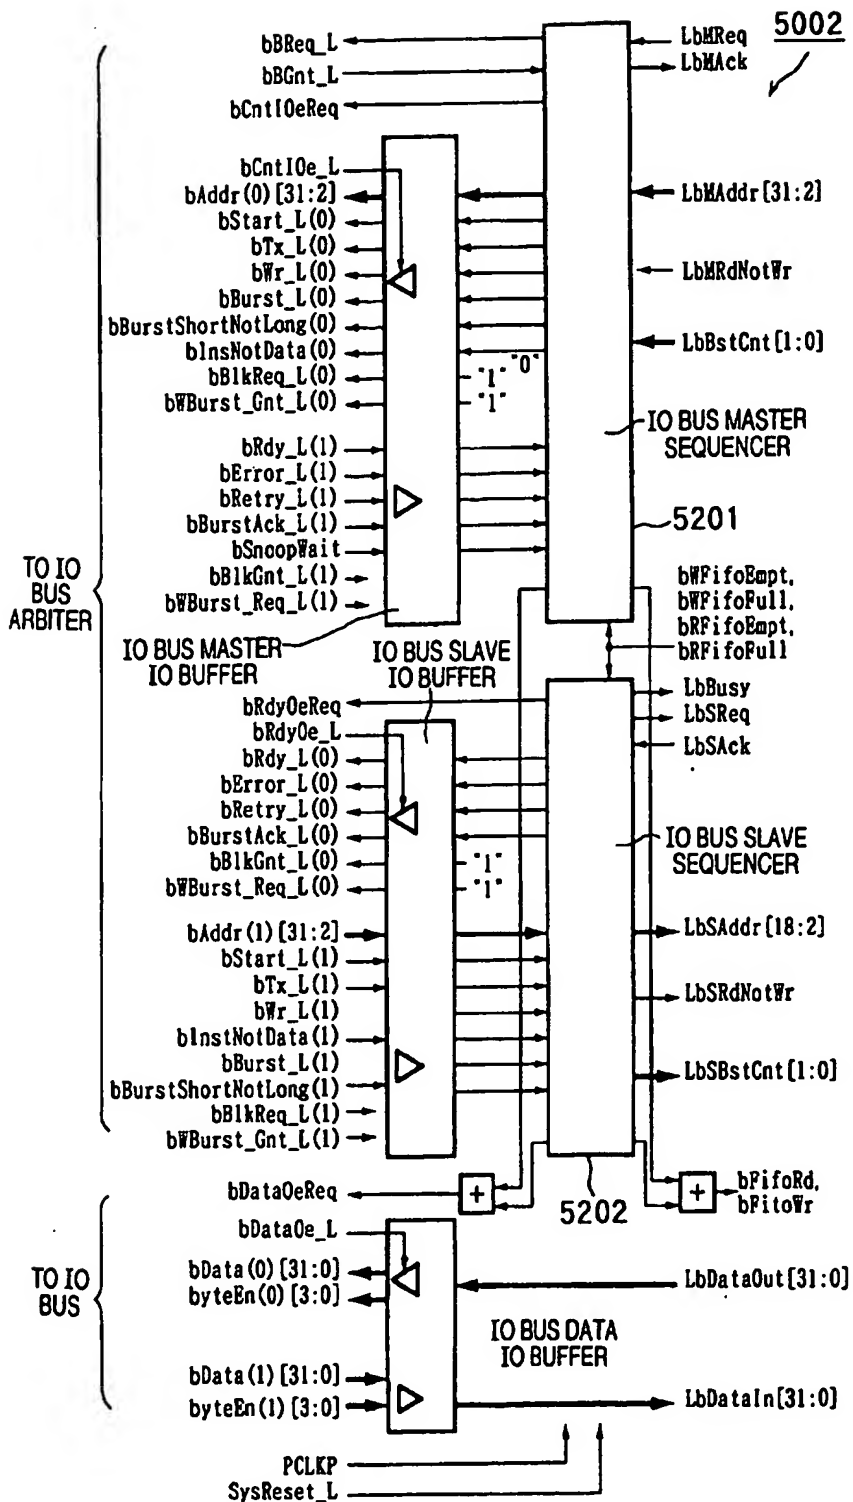 5002
bBReq_L
LbMReq
bBGnt_L
LbMAck
bCntIOeReq
bCntIOe_L
bAddr(0)[31:2]
LbMAddr[31:2]
bStart_L(0)
bTx_L(0)
bWr_L(0)
LbMRdNotWr
bBurst_L(0)
bBurstShortNotLong(0)
LbBstCnt[1:0]
bInsNotData(0)
"0"
bBlkReq_L(0)
"1"
bWBurst_Gnt_L(0)
"1"
IO BUS MASTER
SEQUENCER
bRdy_L(1)
bError_L(1)
bRetry_L(1)
bBurstAck_L(1)
5201
bSnoopWait
bBlkGnt_L(1)
bWBurst_Req_L(1)
TO IO
BUS
ARBITER
bWFifoEmpt,
bWFifoFull,
bRFifoEmpt,
bRFifoFull
IO BUS MASTER
IO BUFFER
IO BUS SLAVE
IO BUFFER
bRdyOeReq
LbBusy
LbSReq
bRdyOe_L
LbSAck
bRdy_L(0)
bError_L(0)
bRetry_L(0)
bBurstAck_L(0)
IO BUS SLAVE
SEQUENCER
bBlkGnt_L(0)
"1"
bWBurst_Req_L(0)
"1"
bAddr(1)[31:2]
LbSAddr[18:2]
bStart_L(1)
bTx_L(1)
LbSRdNotWr
bWr_L(1)
bInstNotData(1)
bBurst_L(1)
LbSBstCnt[1:0]
bBurstShortNotLong(1)
bBlkReq_L(1)
bWBurst_Gnt_L(1)
bDataOeReq
+
5202
+
bFifoRd,
bFitoWr
bDataOe_L
TO IO
BUS
bData(0)[31:0]
LbDataOut[31:0]
byteEn(0)[3:0]
IO BUS DATA
IO BUFFER
bData(1)[31:0]
byteEn(1)[3:0]
LbDataIn[31:0]
PCLKP
SysReset_L